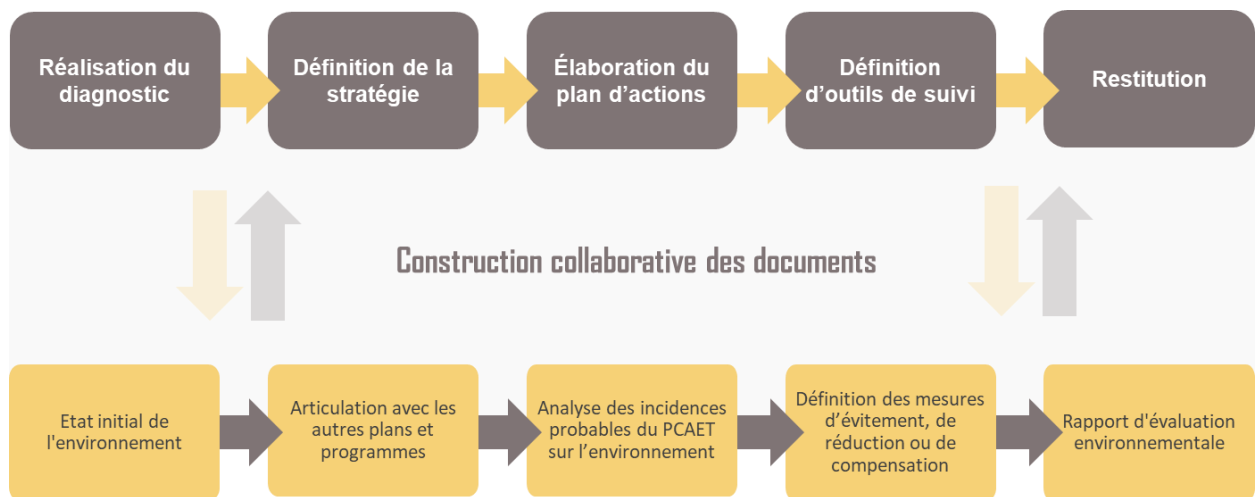 Réalisation du
diagnostic
Définition de la
stratégie
Élaboration du
plan d'actions
Définition
d'outils de suivi
Restitution
Construction collaborative des documents
Etat initial de
l'environnement
Articulation avec les
autres plans et
programmes
Analyse des incidences
probables du PCAET
sur l'environnement
Définition des mesures
d'évitement, de
réduction ou de
compensation
Rapport d'évaluation
environnementale